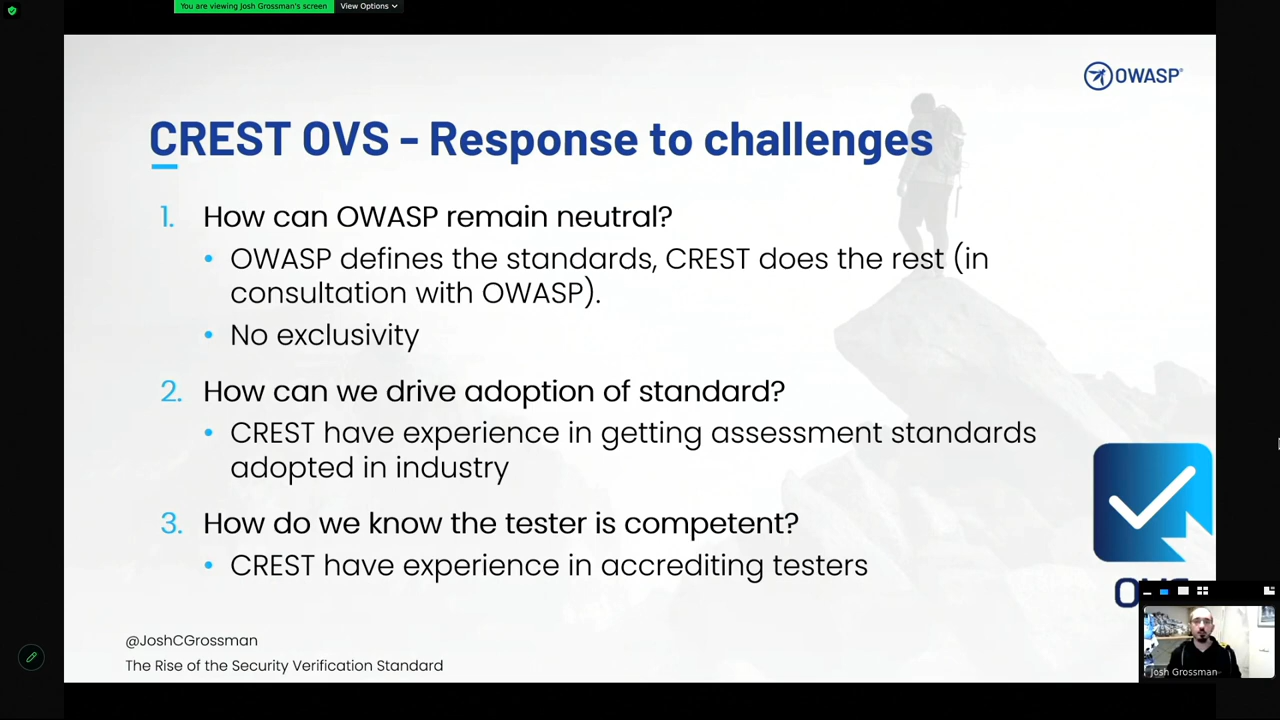 You are viewing Josh Grossman's screen
View Options
OWASP
CREST OVS - Response to challenges
1. How can OWASP remain neutral?
• OWASP defines the standards, CREST does the rest (in
consultation with OWASP).
• No exclusivity
2. How can we drive adoption of standard?
• CREST have experience in getting assessment standards
adopted in industry
3. How do we know the tester is competent?
• CREST have experience in accrediting testers
@JoshCGrossman
The Rise of the Security Verification Standard
Josh Grossman